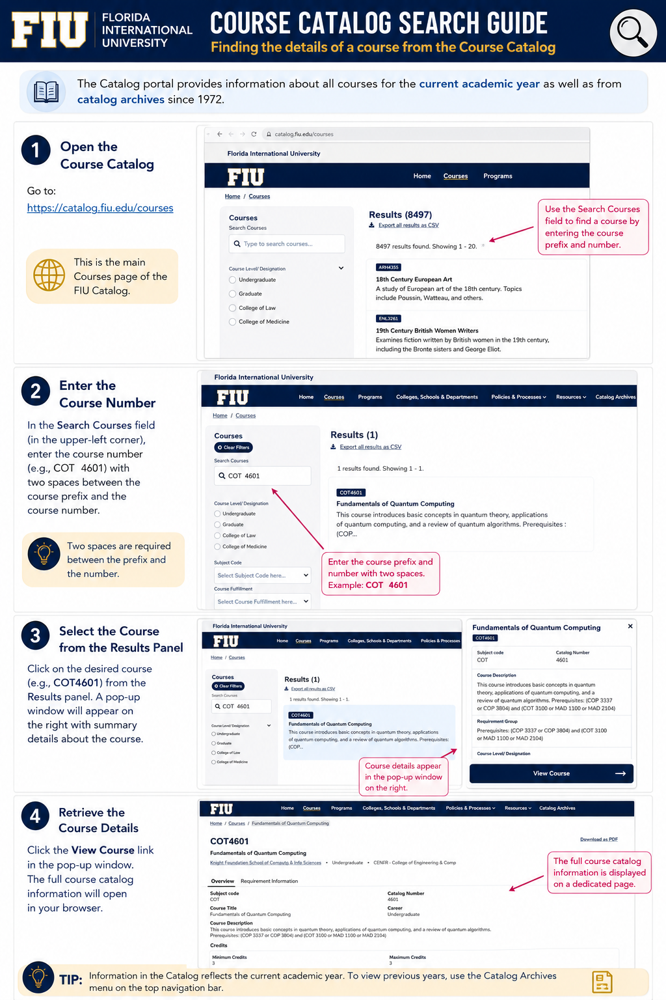 FIU
FLORIDA
INTERNATIONAL
UNIVERSITY
COURSE CATALOG SEARCH GUIDE
Finding the details of a course from the Course Catalog
The Catalog portal provides information about all courses for the current academic year as well as from
catalog archives since 1972.
1
Open the
Course Catalog
Go to:
https://catalog.fiu.edu/courses
This is the main
Courses page of the
FIU Catalog.
catalog.fiu.edu/courses
Florida International University
FIU
Home Courses Programs
Home / Courses
Courses
Search Courses
Type to search courses...
Course Level/ Designation
Undergraduate
Graduate
College of Law
College of Medicine
Results (8497)
Export all results as CSV
8497 results found. Showing 1 - 20.
ARH4355
18th Century European Art
A study of European art of the 18th century. Topics
include Poussin, Watteau, and others.
ENL3261
19th Century British Women Writers
Examines fiction written by British women in the 19th century,
including the Bronte sisters and George Eliot.
Use the Search Courses
field to find a course by
entering the course
prefix and number.
2
Enter the
Course Number
In the Search Courses field
(in the upper-left corner),
enter the course number
(e.g., COT  4601) with
two spaces between the
course prefix and the
course number.
Two spaces are required
between the prefix and
the number.
Florida International University
FIU
Home Courses Programs Colleges, Schools & Departments Policies & Processes Resources Catalog Archives
Home / Courses
Courses
Clear Filters
Search Courses
COT  4601
Course Level/ Designation
Undergraduate
Graduate
College of Law
College of Medicine
Subject Code
Select Subject Code here...
Course Fulfillment
Select Course Fulfillment here...
Results (1)
Export all results as CSV
1 results found. Showing 1 - 1.
COT4601
Fundamentals of Quantum Computing
This course introduces basic concepts in quantum theory, applications
of quantum computing, and a review of quantum algorithms. Prerequisites :
(COP...
Enter the course prefix and
number with two spaces.
Example: COT  4601
3
Select the Course
from the Results Panel
Click on the desired course
(e.g., COT4601) from the
Results panel. A pop-up
window will appear on
the right with summary
details about the course.
Florida International University
FIU
Home Courses Programs Colleges, Schools & Departments Policies & Processes
Home / Courses
Courses
Clear Filters
Search Courses
COT  4601
Course Level/ Designation
Undergraduate
Graduate
College of Law
College of Medicine
Results (1)
Export all results as CSV
1 results found. Showing 1 - 1.
COT4601
Fundamentals of Quantum Computing
This course introduces basic concepts in quantum theory, applications
of quantum computing, and a review of quantum algorithms. Prerequisites:
(COP...
Course details appear
in the pop-up window
on the right.
Fundamentals of Quantum Computing
COT4601
Subject code Catalog Number
COT 4601
Course Description
This course introduces basic concepts in quantum
theory, applications of quantum computing, and a
review of quantum algorithms. Prerequisites: (COP 3337
or COP 3804) and (COT 3100 or MAD 1100 or MAD 2104)
Requirement Group
Prerequisites: (COP 3337 or COP 3804) and (COT 3100
or MAD 1100 or MAD 2104)
Course Level/ Designation
View Course
4
Retrieve the
Course Details
Click the View Course link
in the pop-up window.
The full course catalog
information will open
in your browser.
FIU
Home Courses Programs Colleges, Schools & Departments Policies & Processes Resources Catalog Archives
Home / Courses / Fundamentals of Quantum Computing
COT4601
Download as PDF
Fundamentals of Quantum Computing
Knight Foundation School of Computg & Info Sciences • Undergraduate • CENFR - College of Engineering & Comp
Overview Requirement Information
Subject code Catalog Number
COT 4601
Course Title Career
Fundamentals of Quantum Computing Undergraduate
Course Description
This course introduces basic concepts in quantum theory, applications of quantum computing, and a review of quantum algorithms.
Prerequisites: (COP 3337 or COP 3804) and (COT 3100 or MAD 1100 or MAD 2104)
Credits
Minimum Credits Maximum Credits
3 3
The full course catalog
information is displayed
on a dedicated page.
TIP:
Information in the Catalog reflects the current academic year. To view previous years, use the Catalog Archives
menu on the top navigation bar.